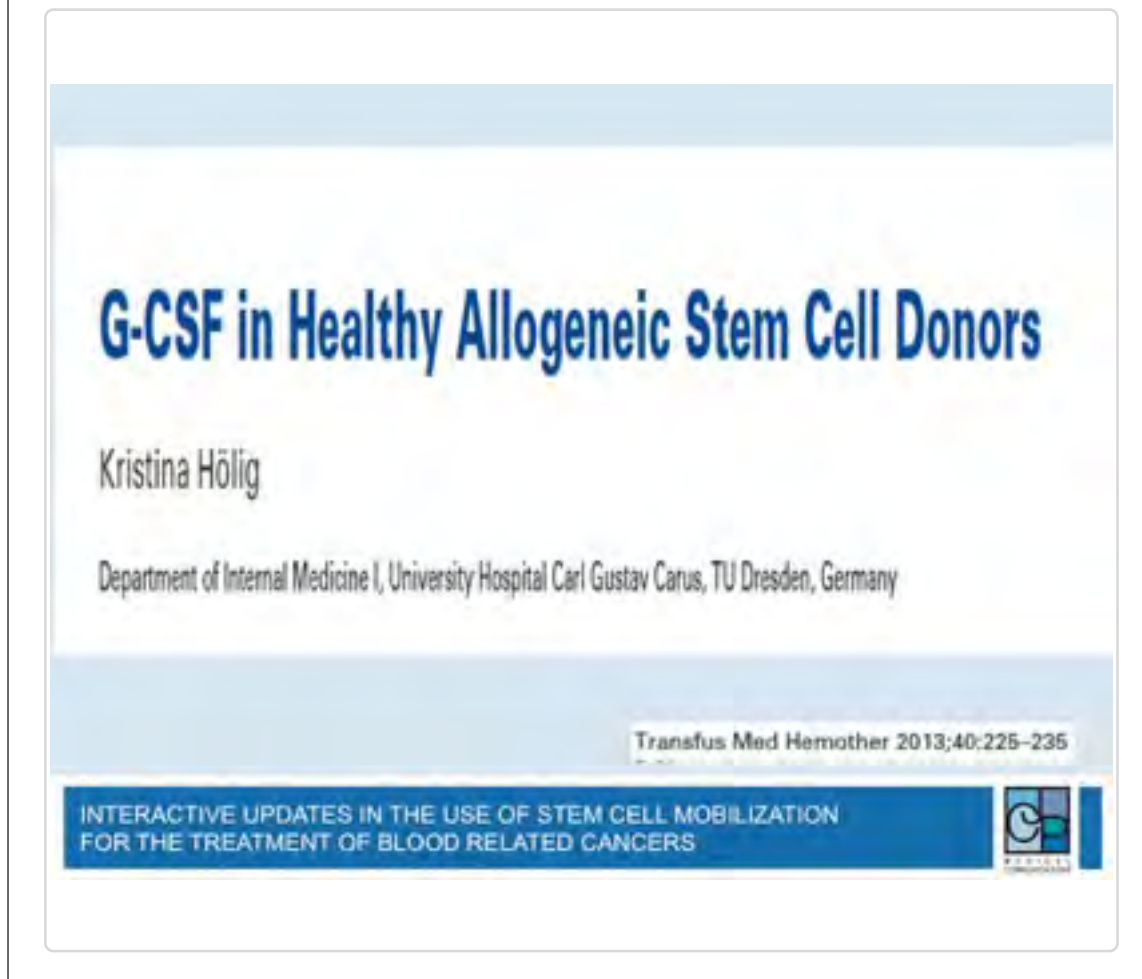 G-CSF in Healthy Allogeneic Stem Cell Donors
Kristina Hölig
Department of Internal Medicine I, University Hospital Carl Gustav Carus, TU Dresden, Germany
Transfus Med Hemother 2013;40:225–235
INTERACTIVE UPDATES IN THE USE OF STEM CELL MOBILIZATION
FOR THE TREATMENT OF BLOOD RELATED CANCERS